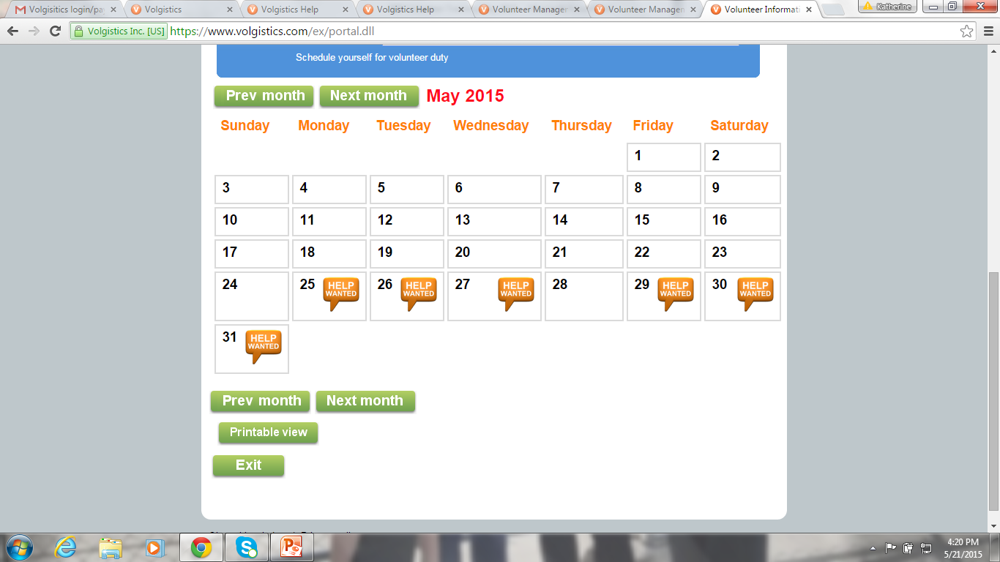 Volgisitics login/pa
Volgistics
Volgistics Help
Volgistics Help
Volunteer Manager
Volunteer Managem
Volunteer Informati
Katherine
Volgistics Inc. [US] https://www.volgistics.com/ex/portal.dll
Schedule yourself for volunteer duty
Prev month Next month May 2015
Sunday Monday Tuesday Wednesday Thursday Friday Saturday
1 2
3 4 5 6 7 8 9
10 11 12 13 14 15 16
17 18 19 20 21 22 23
24 25 HELP WANTED 26 HELP WANTED 27 HELP WANTED 28 29 HELP WANTED 30 HELP WANTED
31 HELP WANTED
Prev month Next month
Printable view
Exit
4:20 PM
5/21/2015